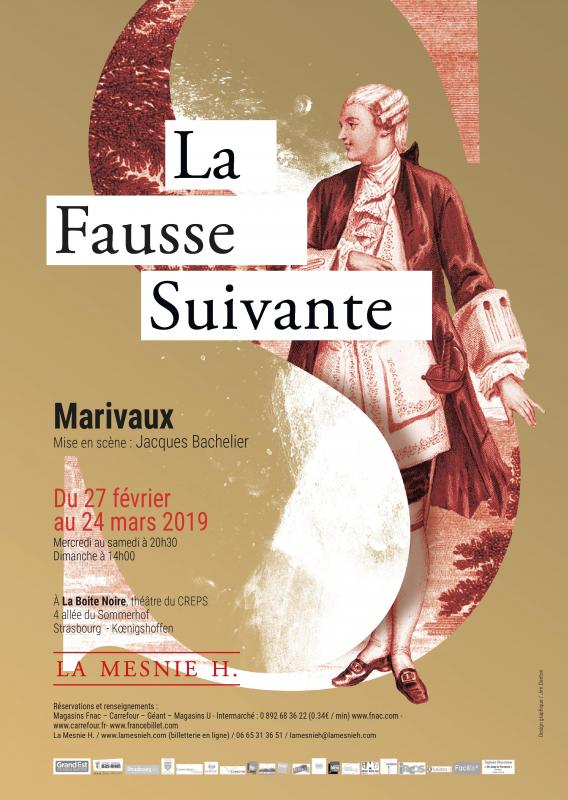 La
Fausse
Suivante
Marivaux
Mise en scène : Jacques Bachelier
Du 27 février
au 24 mars 2019
Mercredi au samedi à 20h30
Dimanche à 14h00
À La Boite Noire, théâtre du CREPS
4 allée du Sommerhof
Strasbourg - Kœnigshoffen
LA MESNIE H.
Réservations et renseignements :
Magasins Fnac – Carrefour – Géant – Magasins U - Intermarché : 0 892 68 36 22 (0.34€ / min) www.fnac.com -
www.carrefour.fr- www.francebillet.com
La Mesnie H. / www.lamesnieh.com (billetterie en ligne) / 06 65 31 36 51 / lamesnieh@lamesnieh.com
GrandEst
BAS-RHIN
Strasbourg